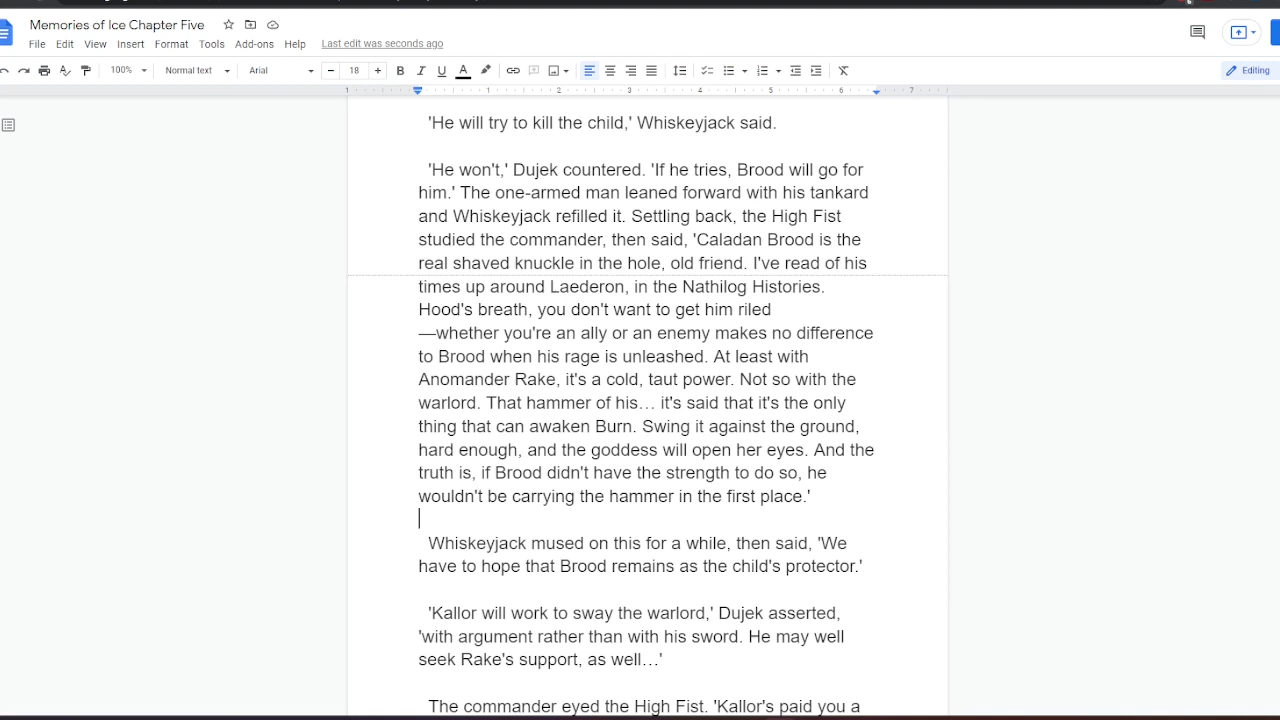 Memories of Ice Chapter Five
File Edit View Insert Format Tools Add-ons Help Last edit was seconds ago
100% Normal text Arial 18 B I U A Editing
1 1 2 3 4 5 6 7
'He will try to kill the child,' Whiskeyjack said.
'He won't,' Dujek countered. 'If he tries, Brood will go for
him.' The one-armed man leaned forward with his tankard
and Whiskeyjack refilled it. Settling back, the High Fist
studied the commander, then said, 'Caladan Brood is the
real shaved knuckle in the hole, old friend. I've read of his
times up around Laederon, in the Nathilog Histories.
Hood's breath, you don't want to get him riled
—whether you're an ally or an enemy makes no difference
to Brood when his rage is unleashed. At least with
Anomander Rake, it's a cold, taut power. Not so with the
warlord. That hammer of his… it's said that it's the only
thing that can awaken Burn. Swing it against the ground,
hard enough, and the goddess will open her eyes. And the
truth is, if Brood didn't have the strength to do so, he
wouldn't be carrying the hammer in the first place.'
Whiskeyjack mused on this for a while, then said, 'We
have to hope that Brood remains as the child's protector.'
'Kallor will work to sway the warlord,' Dujek asserted,
'with argument rather than with his sword. He may well
seek Rake's support, as well…'
The commander eyed the High Fist. 'Kallor's paid you a